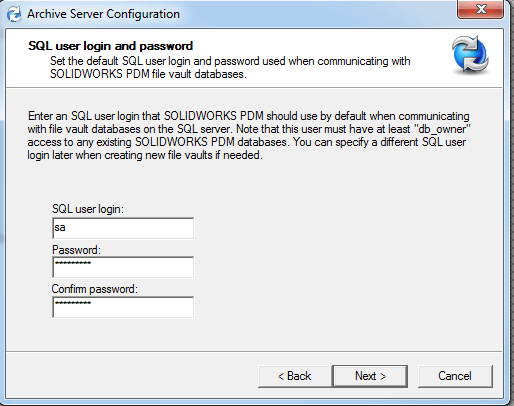 Archive Server Configuration
SQL user login and password
Set the default SQL user login and password used when communicating with
SOLIDWORKS PDM file vault databases.
Enter an SQL user login that SOLIDWORKS PDM should use by default when communicating
with file vault databases on the SQL server. Note that this user must have at least "db_owner"
access to any existing SOLIDWORKS PDM databases. You can specify a different SQL user
login later when creating new file vaults if needed.
SQL user login:
sa
Password:
*********
Confirm password:
*********
< Back Next > Cancel